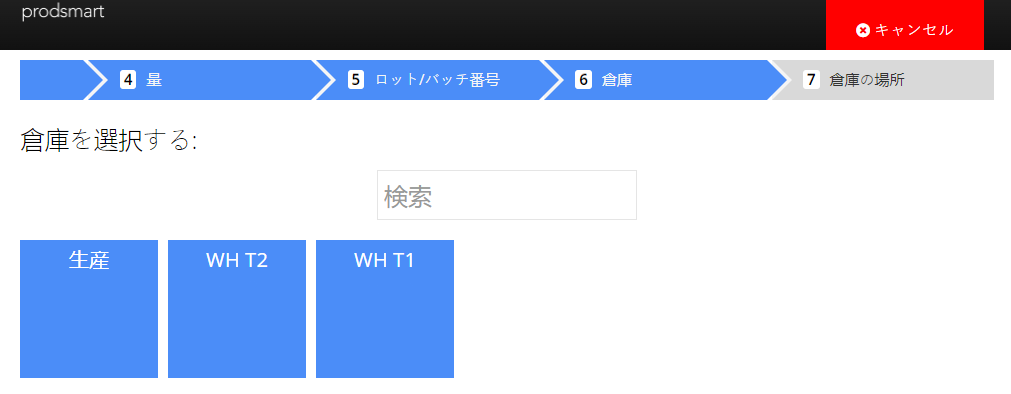 prodsmart
キャンセル
4 量
5 ロット/バッチ番号
6 倉庫
7 倉庫の場所
倉庫を選択する:
検索
生産
WH T2
WH T1